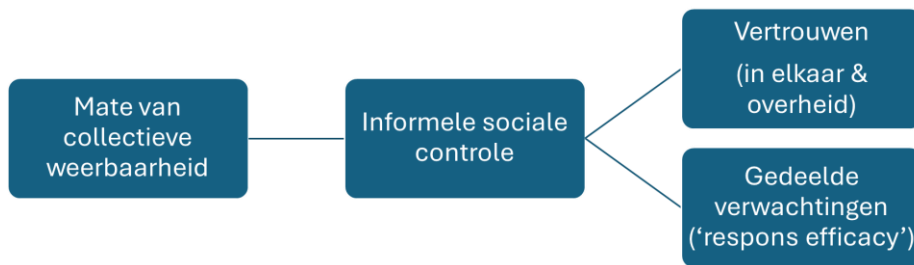 Mate van
collectieve
weerbaarheid
Informele sociale
controle
Vertrouwen
(in elkaar &
overheid)
Gedeelde
verwachtingen
(‘respons efficacy’)